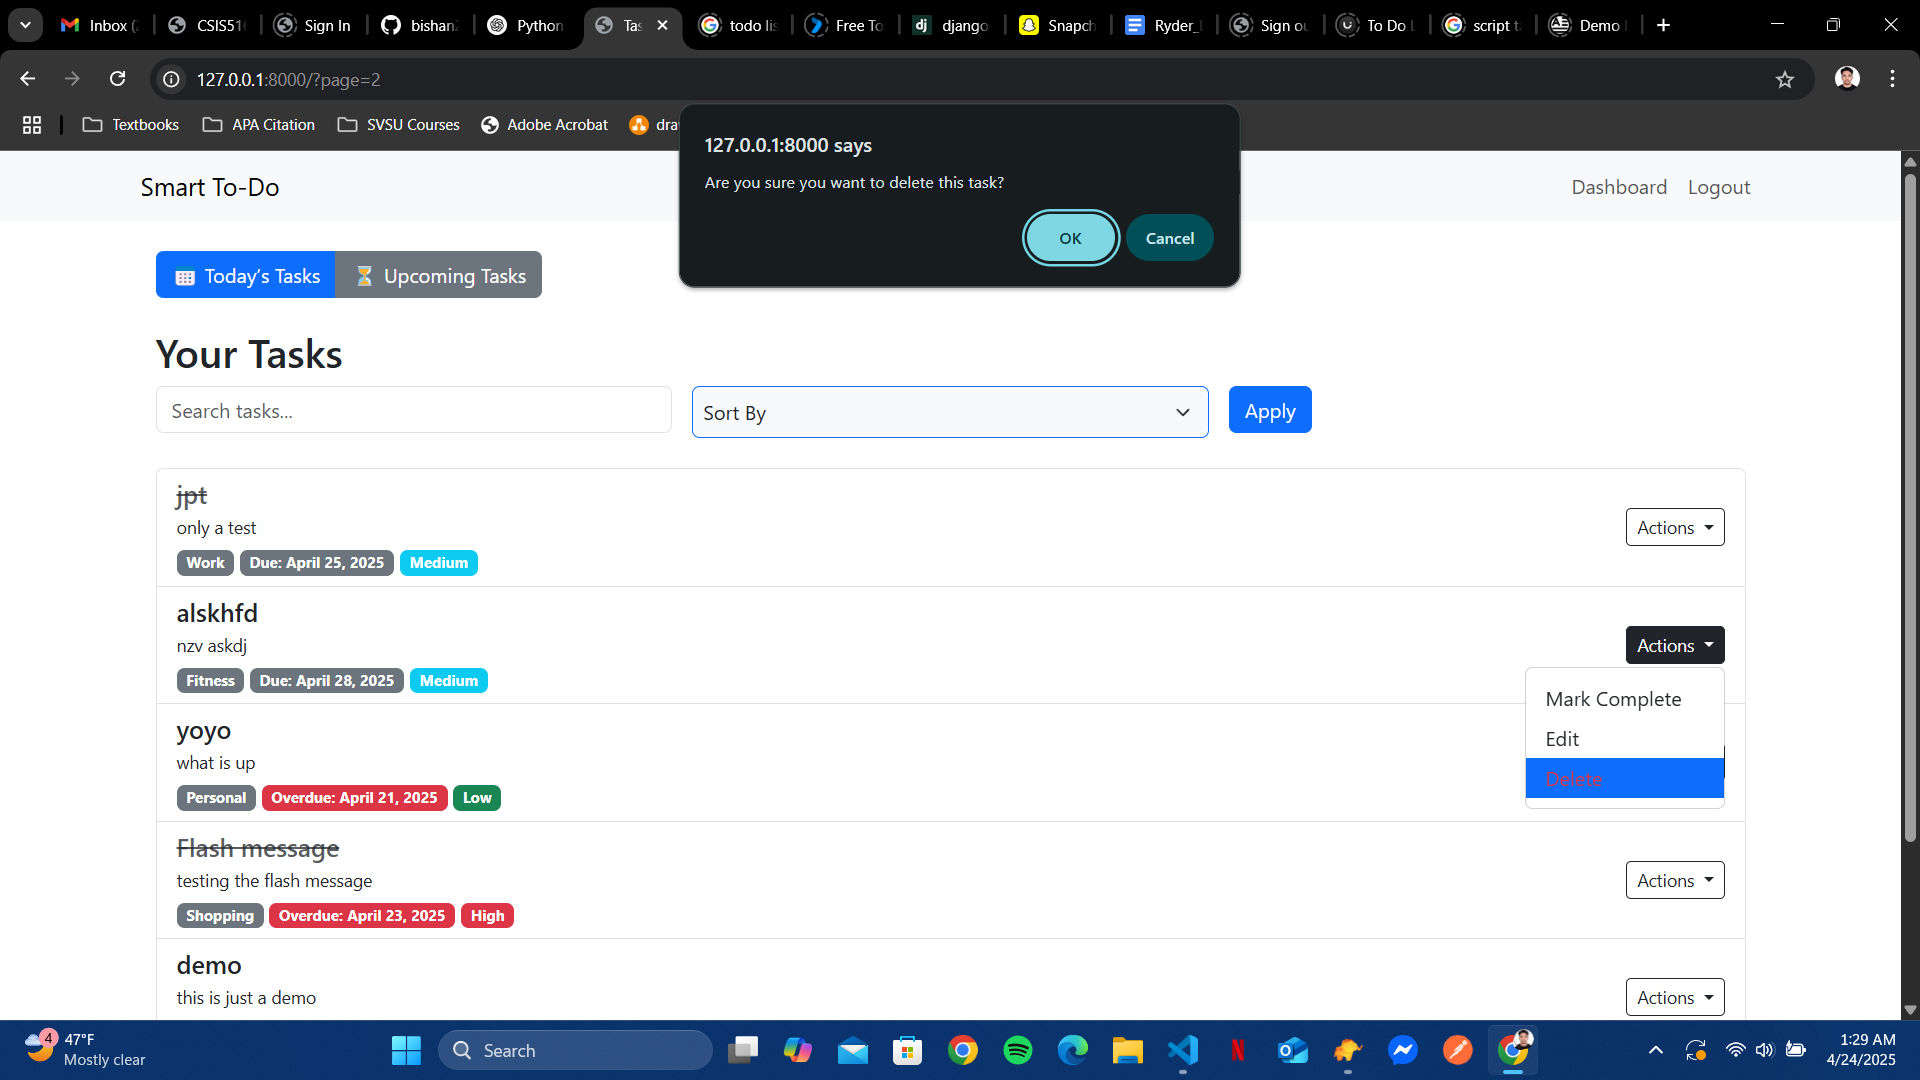 Inbox (
CSIS51
Sign In
bishan
Python
Tas
todo lis
Free To
django
Snapch
Ryder_
Sign ou
To Do L
script t
Demo
127.0.0.1:8000/?page=2
Textbooks
APA Citation
SVSU Courses
Adobe Acrobat
dra
127.0.0.1:8000 says
Are you sure you want to delete this task?
OK
Cancel
Smart To-Do
Dashboard
Logout
Today's Tasks
Upcoming Tasks
Your Tasks
Search tasks...
Sort By
Apply
jpt
only a test
Work Due: April 25, 2025 Medium
Actions
alskhfd
nzv askdj
Fitness Due: April 28, 2025 Medium
Actions
Mark Complete
Edit
Delete
yoyo
what is up
Personal Overdue: April 21, 2025 Low
Flash message
testing the flash message
Shopping Overdue: April 23, 2025 High
Actions
demo
this is just a demo
Actions
4
47°F
Mostly clear
Search
1:29 AM
4/24/2025